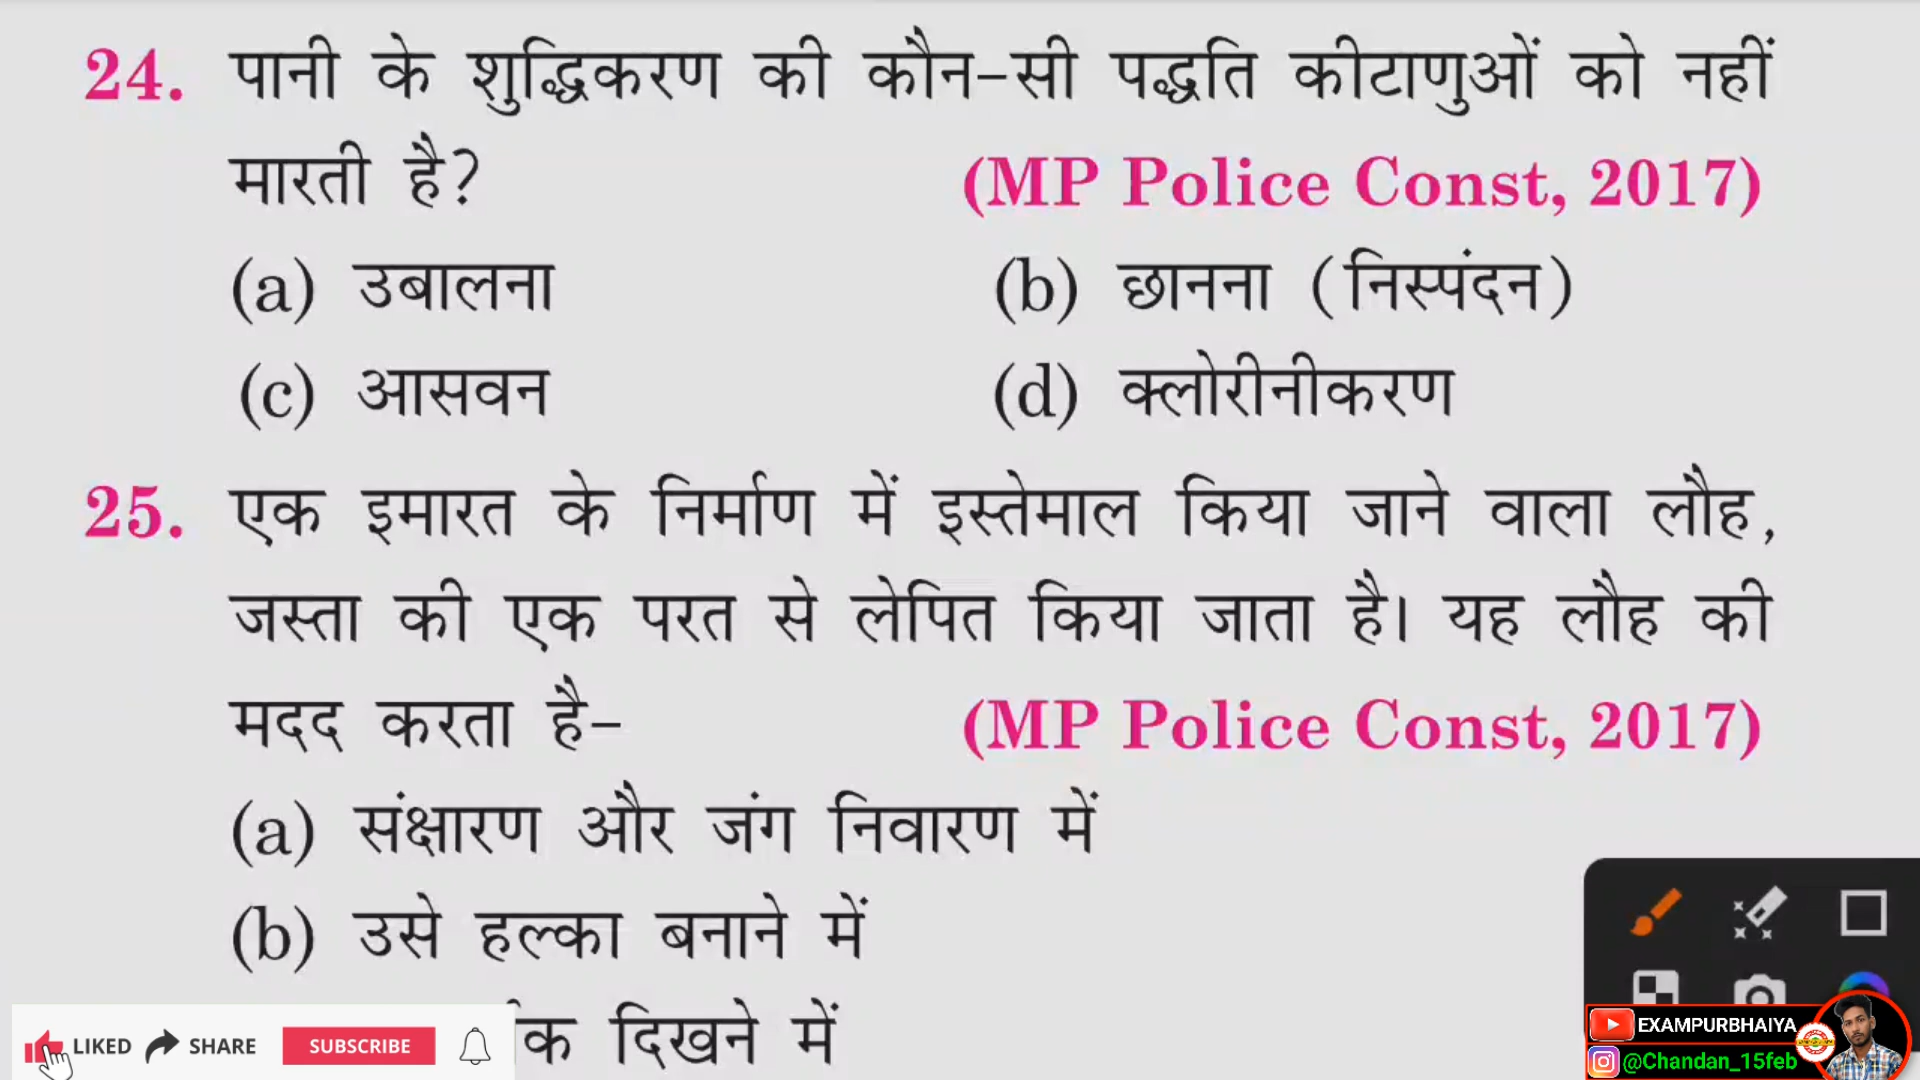 24. पानी के शुद्धिकरण की कौन-सी पद्धति कीटाणुओं को नहीं
मारती है? (MP Police Const, 2017)
(a) उबालना (b) छानना (निस्पंदन)
(c) आसवन (d) क्लोरीनीकरण
25. एक इमारत के निर्माण में इस्तेमाल किया जाने वाला लौह,
जस्ता की एक परत से लेपित किया जाता है। यह लौह की
मदद करता है- (MP Police Const, 2017)
(a) संक्षारण और जंग निवारण में
(b) उसे हल्का बनाने में
दिखने में
LIKED SHARE SUBSCRIBE
EXAMPURBHAIYA
@Chandan_15feb